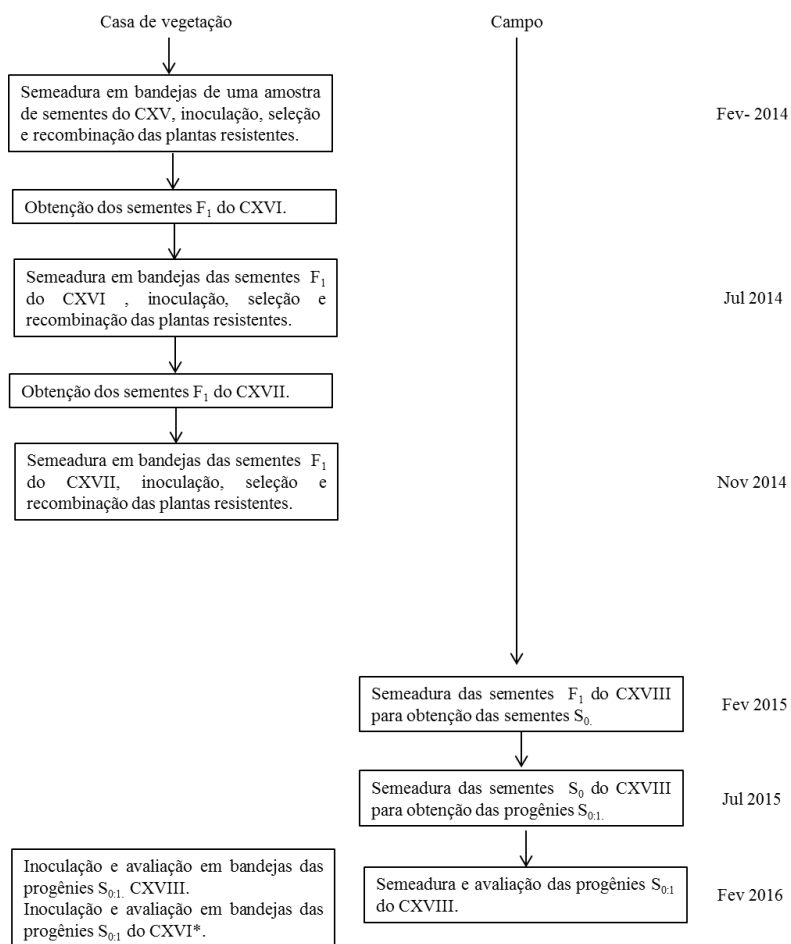 Casa de vegetação
Campo
Semeadura em bandejas de uma amostra
de sementes do CXV, inoculação, seleção
e recombinação das plantas resistentes.
Fev- 2014
Obtenção dos sementes F₁ do CXVI.
Semeadura em bandejas das sementes F₁
do CXVI , inoculação, seleção e
recombinação das plantas resistentes.
Jul 2014
Obtenção dos sementes F₁ do CXVII.
Semeadura em bandejas das sementes F₁
do CXVII, inoculação, seleção e
recombinação das plantas resistentes.
Nov 2014
Semeadura das sementes F₁ do CXVIII
para obtenção das sementes S₀.
Fev 2015
Semeadura das sementes S₀ do CXVIII
para obtenção das progênies S₀:₁.
Jul 2015
Inoculação e avaliação em bandejas das
progênies S₀:₁. CXVIII.
Inoculação e avaliação em bandejas das
progênies S₀:₁ do CXVI*.
Semeadura e avaliação das progênies S₀:₁
do CXVIII.
Fev 2016